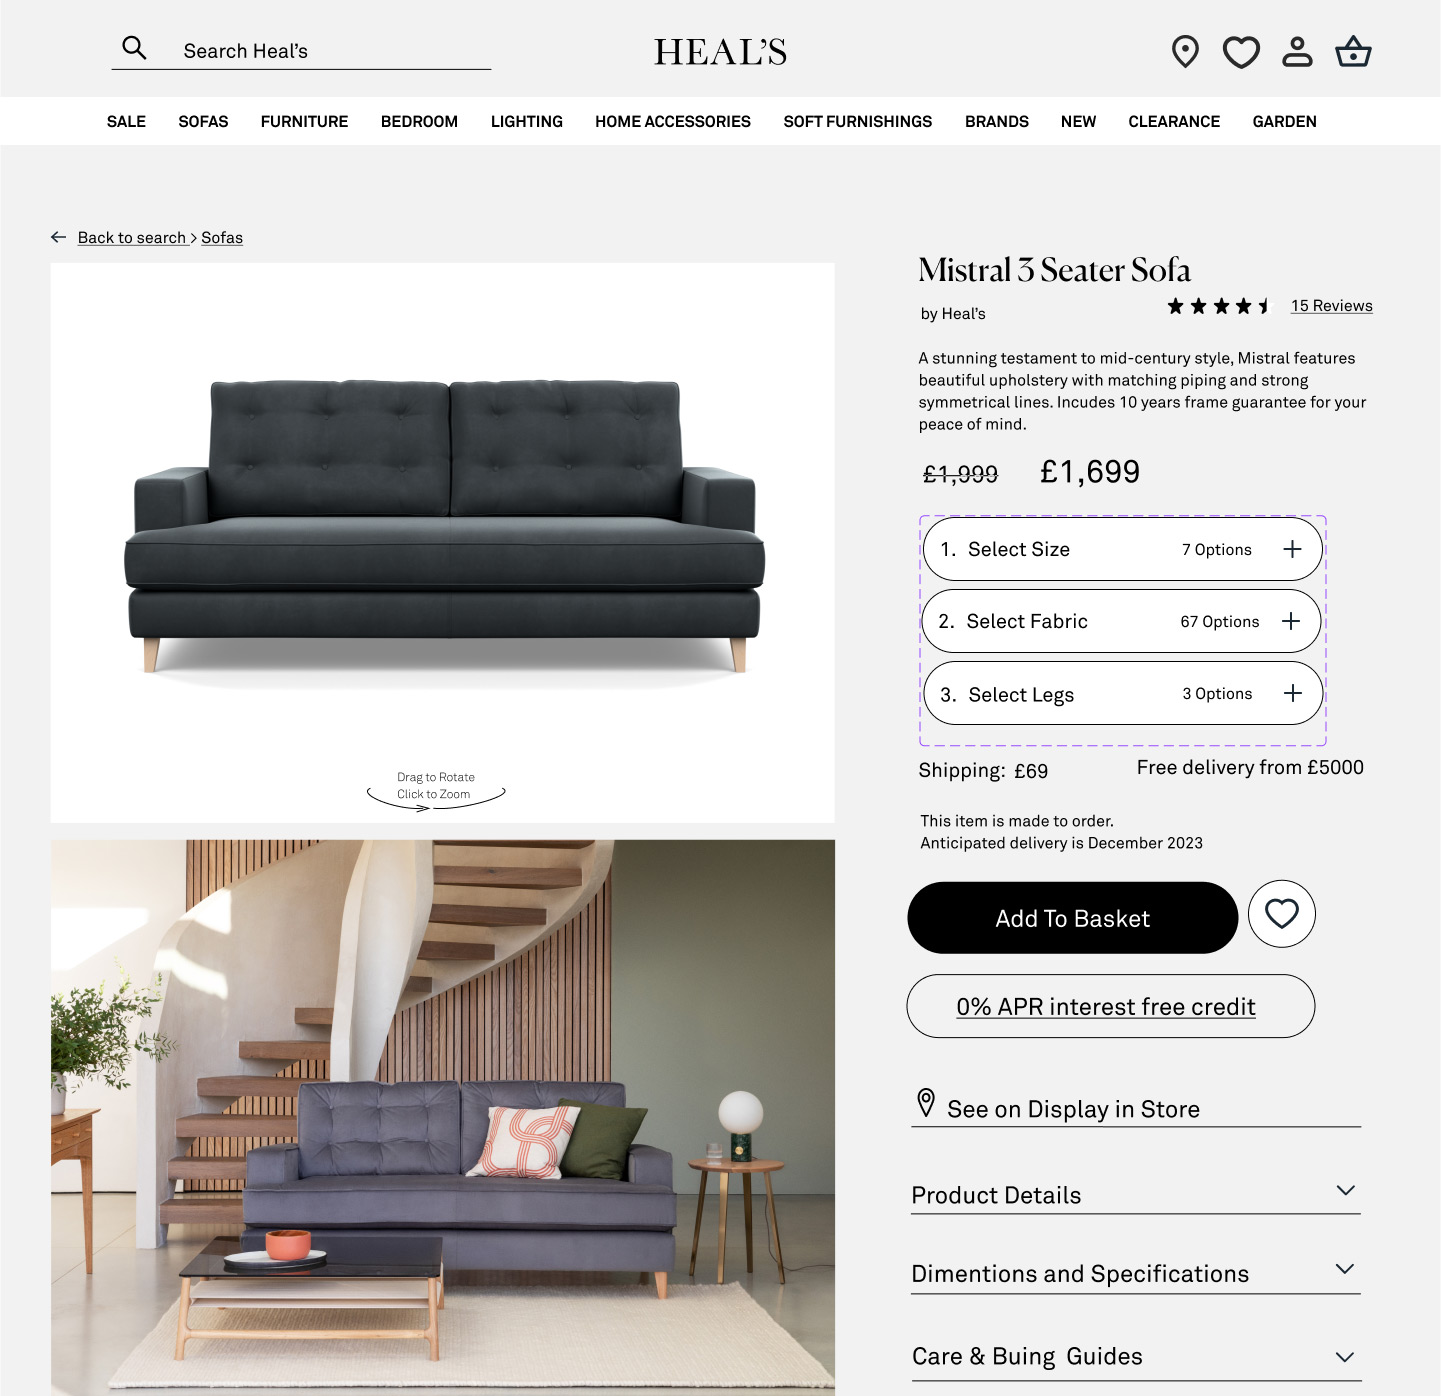 Search Heal's
HEAL'S
SALE SOFAS FURNITURE BEDROOM LIGHTING HOME ACCESSORIES SOFT FURNISHINGS BRANDS NEW CLEARANCE GARDEN
Back to search > Sofas
Drag to Rotate
Click to Zoom
Mistral 3 Seater Sofa
by Heal's
15 Reviews
A stunning testament to mid-century style, Mistral features
beautiful upholstery with matching piping and strong
symmetrical lines. Incudes 10 years frame guarantee for your
peace of mind.
£1,999 £1,699
1. Select Size 7 Options
2. Select Fabric 67 Options
3. Select Legs 3 Options
Shipping: £69 Free delivery from £5000
This item is made to order.
Anticipated delivery is December 2023
Add To Basket
0% APR interest free credit
See on Display in Store
Product Details
Dimentions and Specifications
Care & Buing Guides